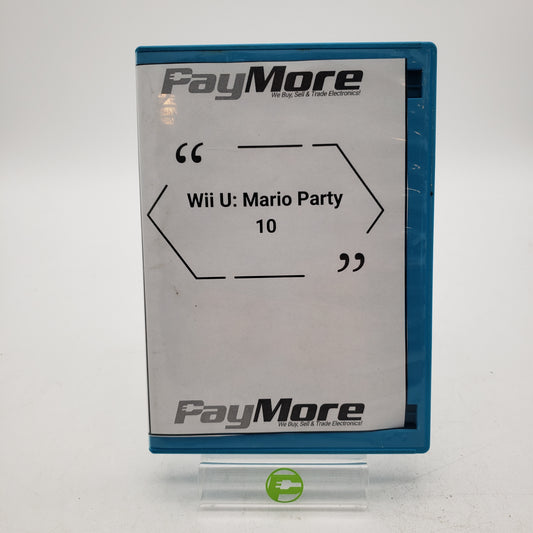 PayMore
We Buy, Sell & Trade Electronics!
“
Wii U: Mario Party
10
”
PayMore
We Buy, Sell & Trade Electronics!